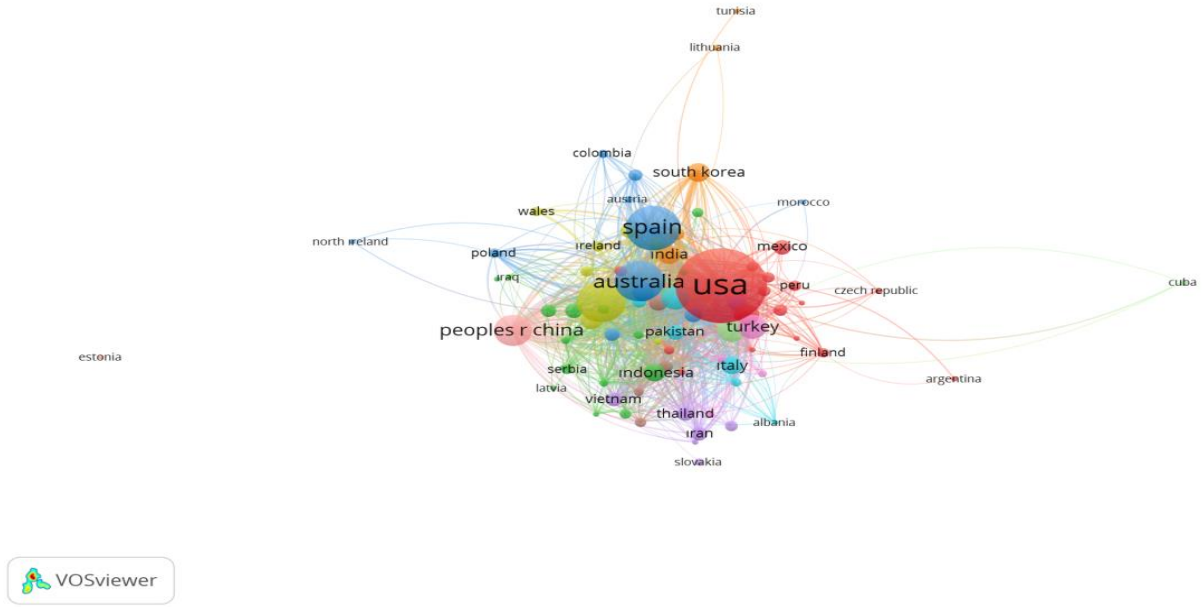 tunisia
lithuania
colombia
south korea
austria
morocco
wales
spain
north ireland
ireland
mexico
poland
india
iraq
australia
usa
peru
cuba
czech republic
peoples r china
pakistan
turkey
estonia
finland
serbia
indonesia
italy
argentina
latvia
vietnam
thailand
albania
iran
slovakia
VOSviewer